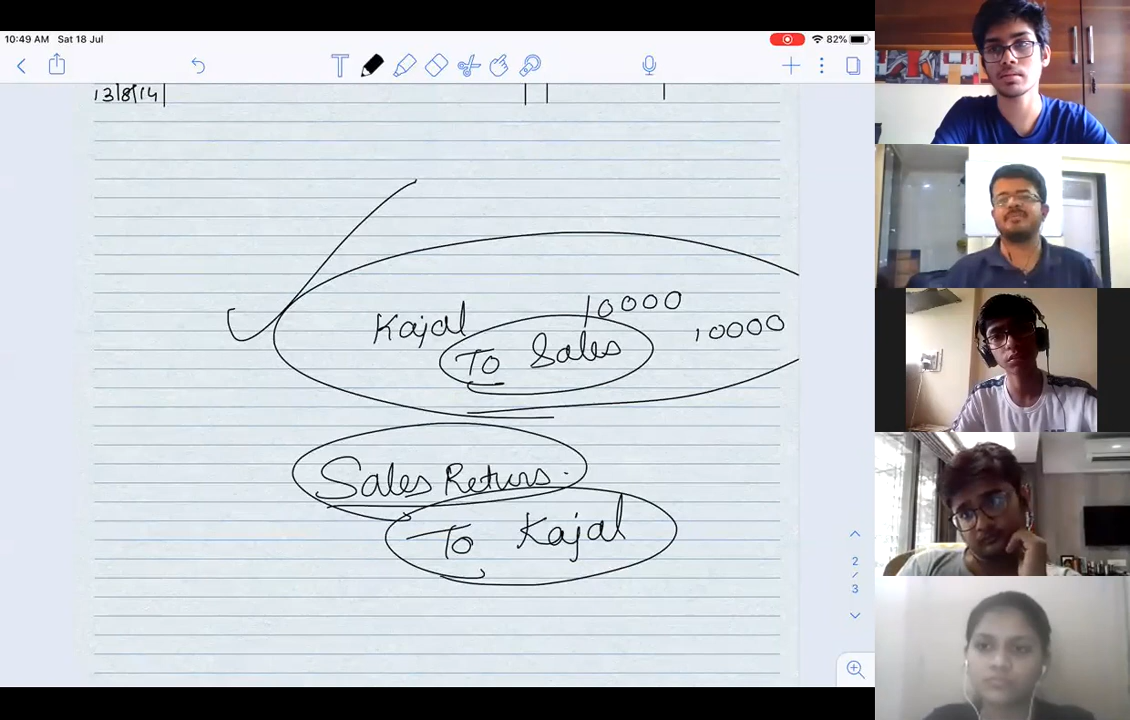 10:49 AM Sat 18 Jul
82%
T
13/8/14
Kajal 10000
To Sales 10000
Sales Return.
To Kajal
2
/
3